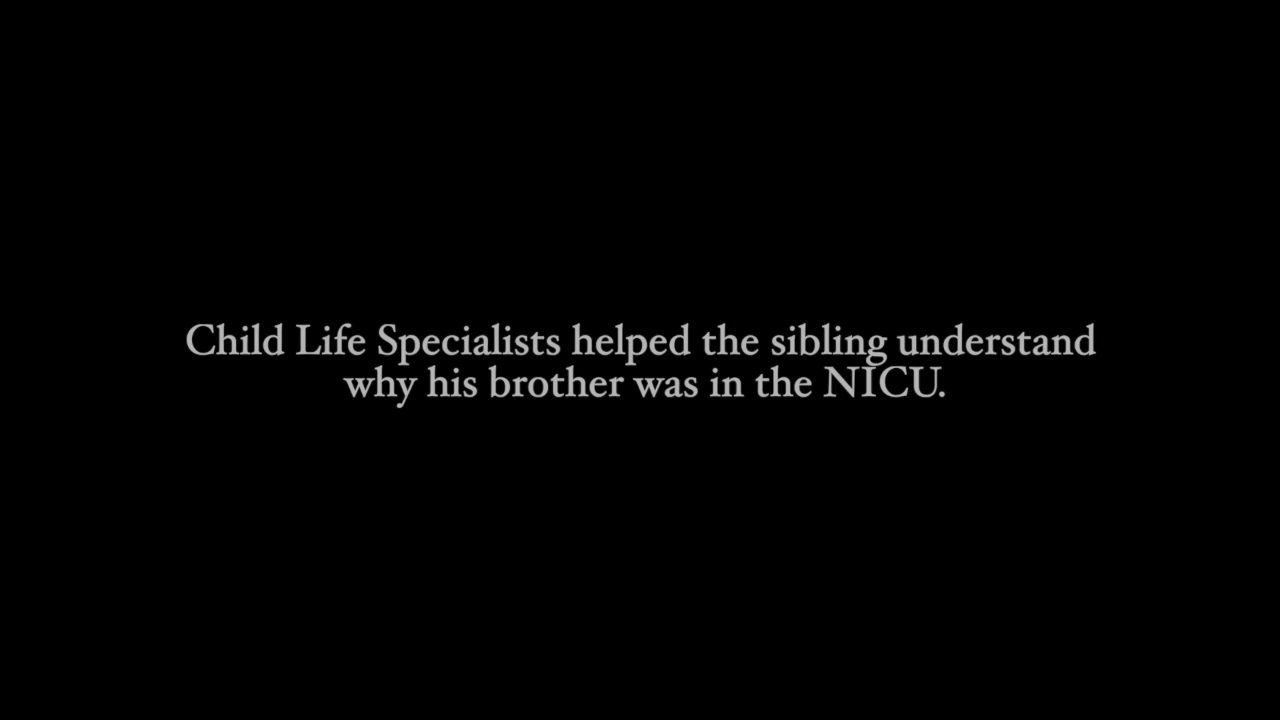 Child Life Specialists helped the sibling understand
why his brother was in the NICU.